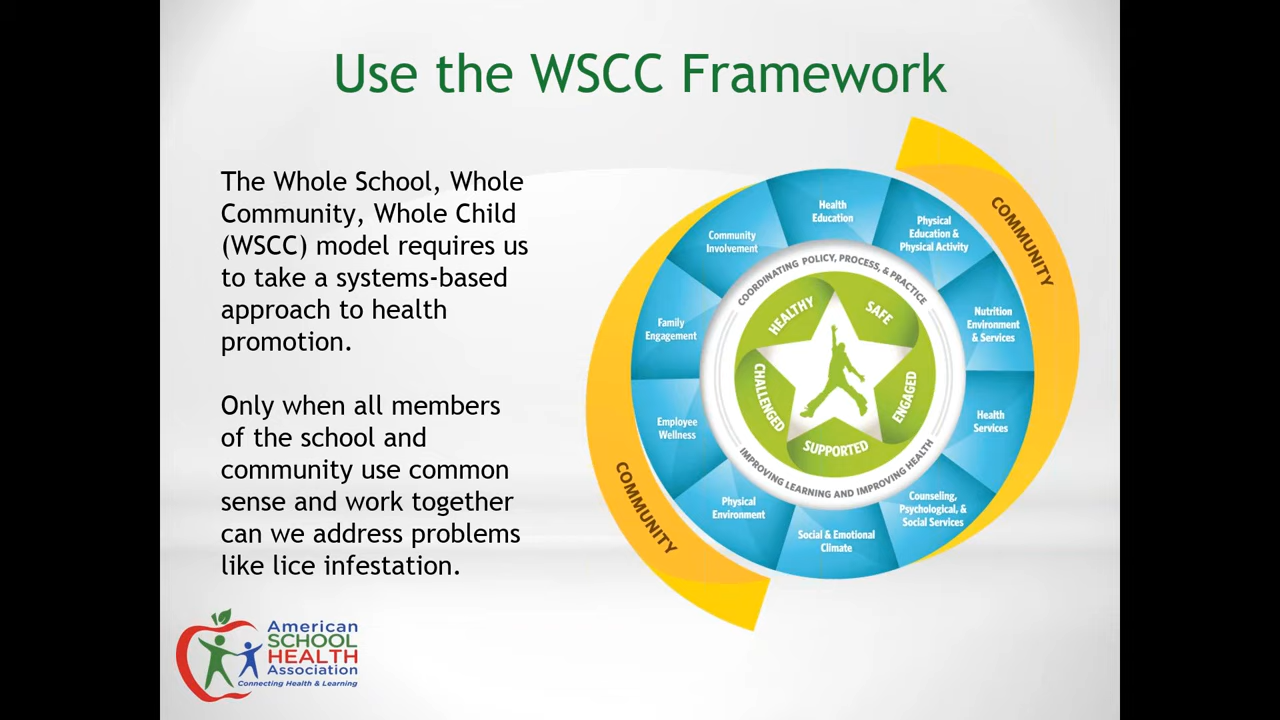 Use the WSCC Framework
The Whole School, Whole
Community, Whole Child
(WSCC) model requires us
to take a systems-based
approach to health
promotion.
Only when all members
of the school and
community use common
sense and work together
can we address problems
like lice infestation.
COMMUNITY
Health
Education
Physical
Education &
Physical Activity
Nutrition
Environment
& Services
Health
Services
Counseling,
Psychological, &
Social Services
Social & Emotional
Climate
Physical
Environment
Employee
Wellness
Family
Engagement
Community
Involvement
COORDINATING POLICY, PROCESS, & PRACTICE
IMPROVING LEARNING AND IMPROVING HEALTH
HEALTHY
SAFE
ENGAGED
SUPPORTED
CHALLENGED
COMMUNITY
American
SCHOOL
HEALTH
Association
Connecting Health & Learning